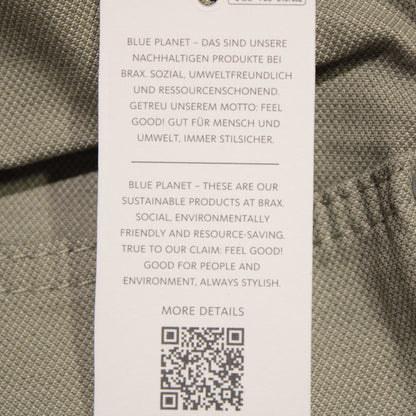 BLUE PLANET – DAS SIND UNSERE
NACHHALTIGEN PRODUKTE BEI
BRAX. SOZIAL, UMWELTFREUNDLICH
UND RESSOURCENSCHONEND.
GETREU UNSEREM MOTTO: FEEL
GOOD! GUT FÜR MENSCH UND
UMWELT, IMMER STILSICHER.
BLUE PLANET – THESE ARE OUR
SUSTAINABLE PRODUCTS AT BRAX.
SOCIAL, ENVIRONMENTALLY
FRIENDLY AND RESOURCE-SAVING.
TRUE TO OUR CLAIM: FEEL GOOD!
GOOD FOR PEOPLE AND
ENVIRONMENT, ALWAYS STYLISH.
MORE DETAILS